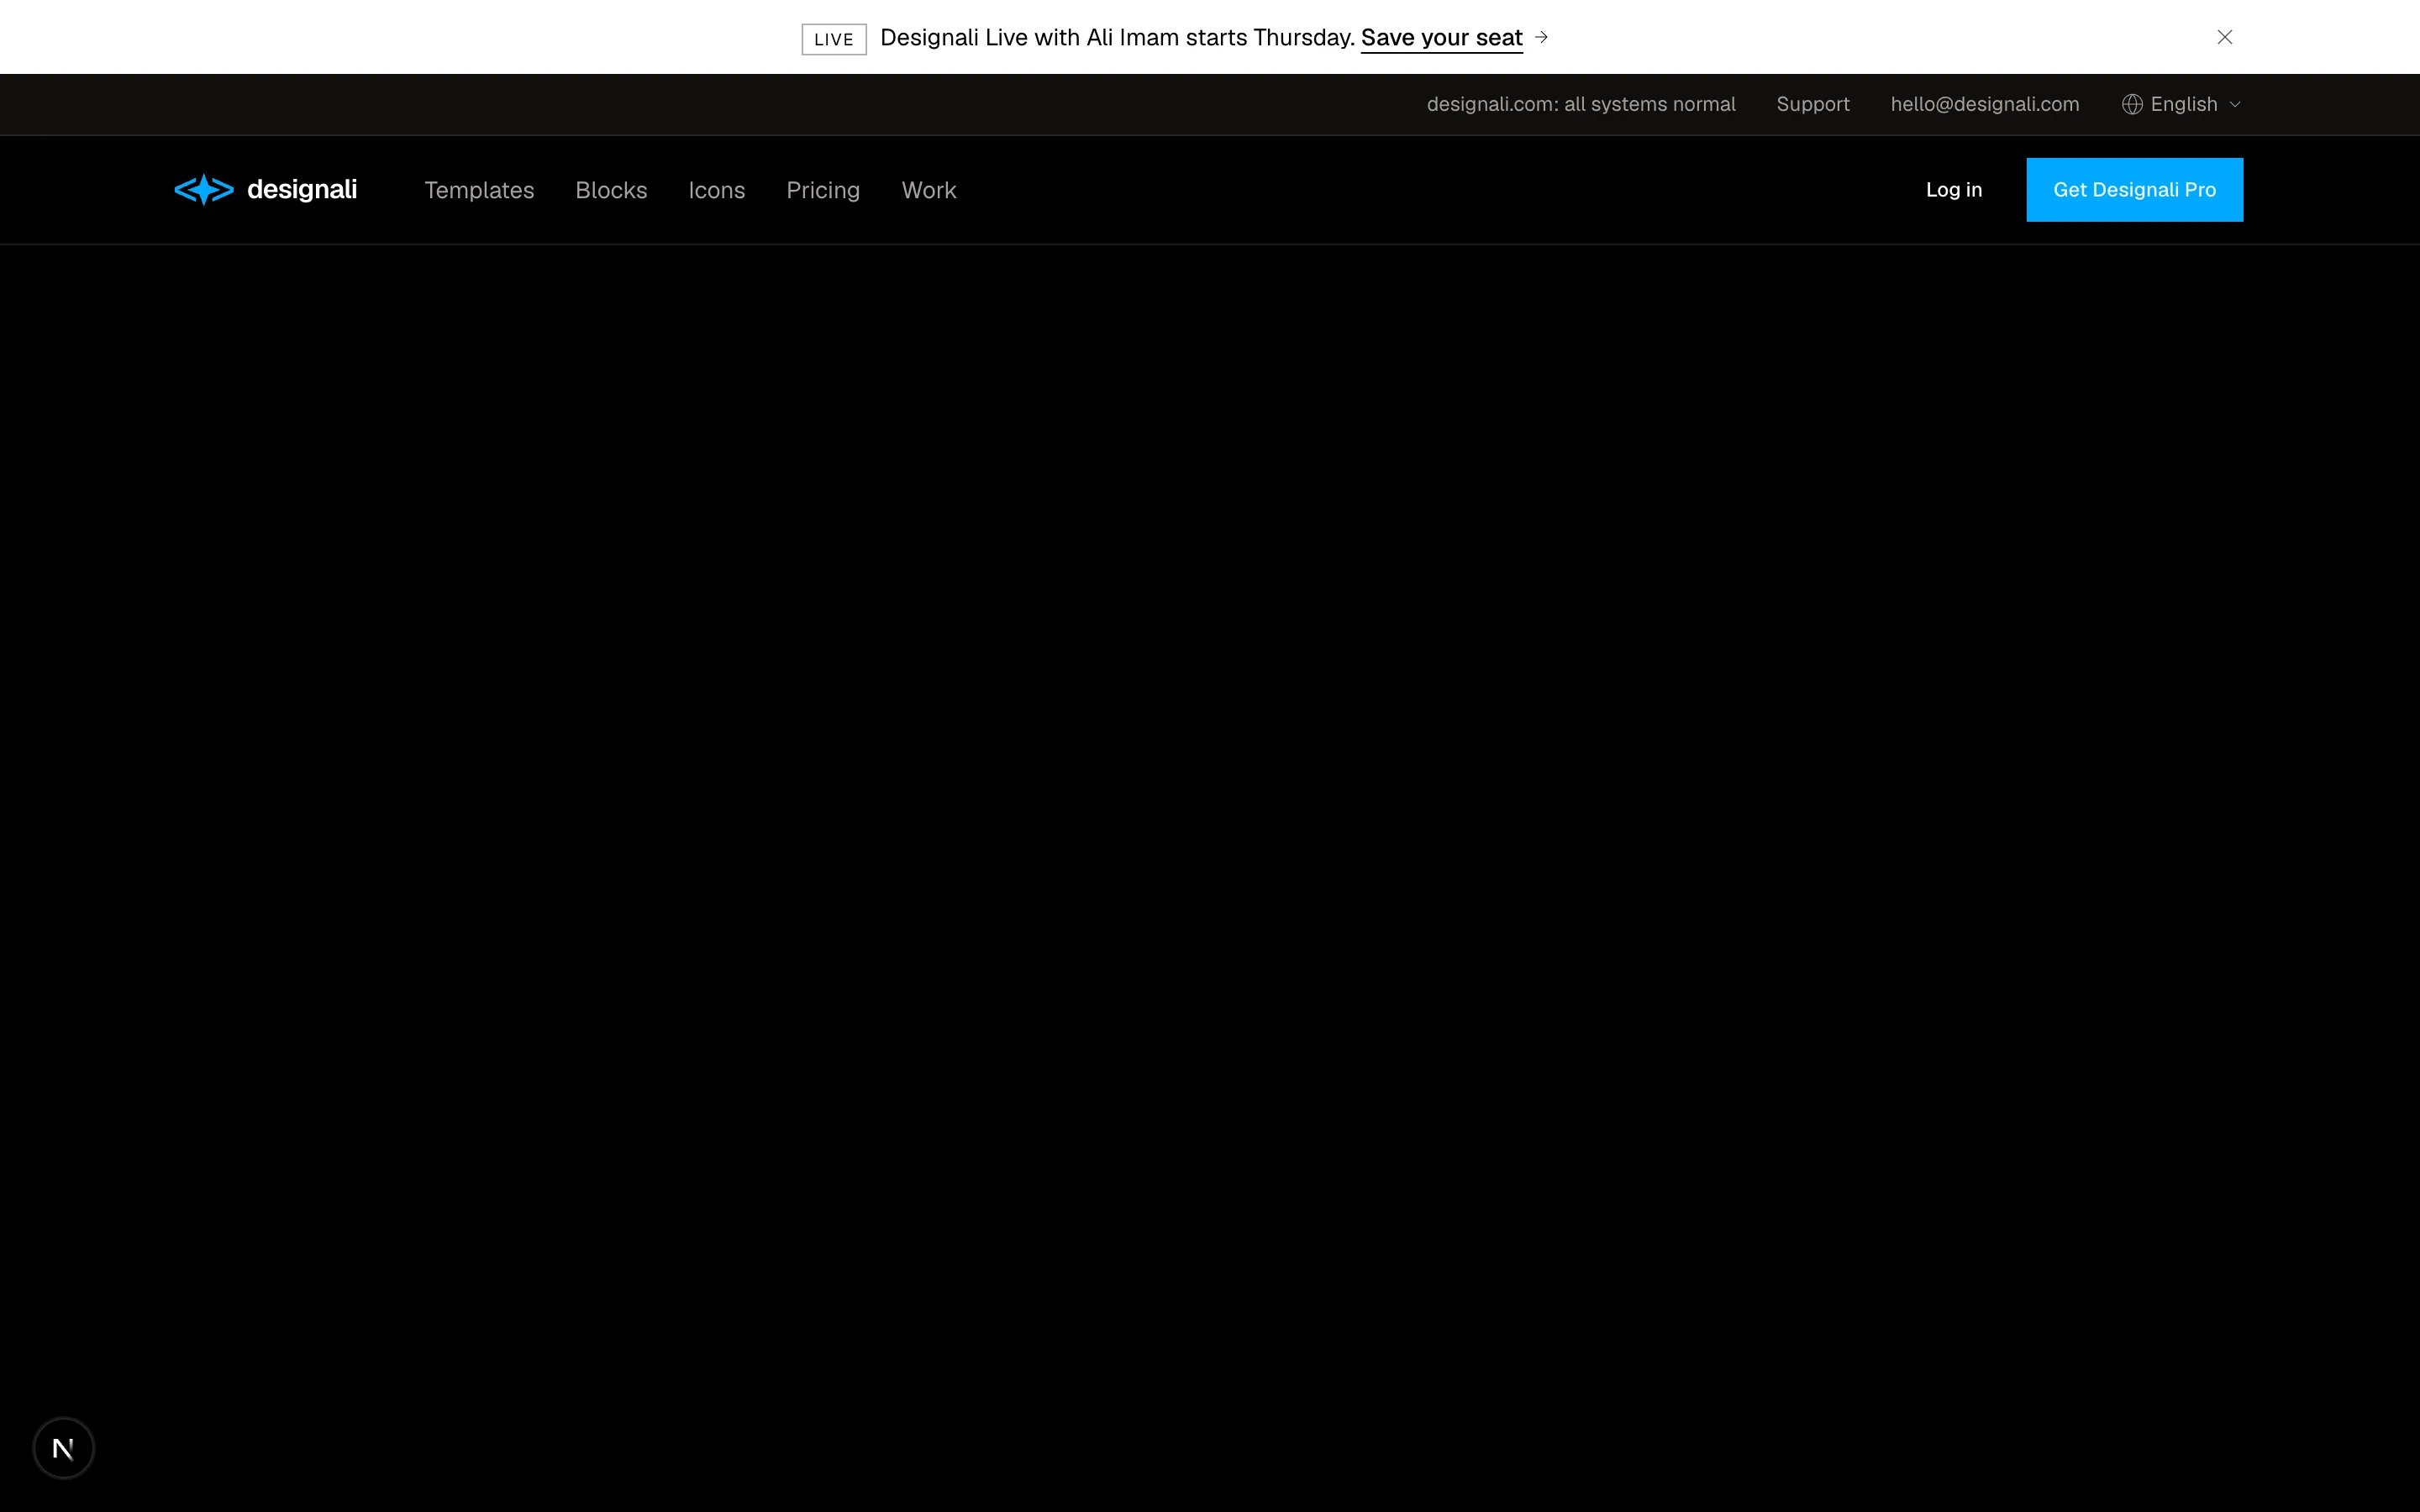 LIVE Designali Live with Ali Imam starts Thursday. Save your seat →
designali.com: all systems normal Support hello@designali.com English
designali Templates Blocks Icons Pricing Work Log in Get Designali Pro
N